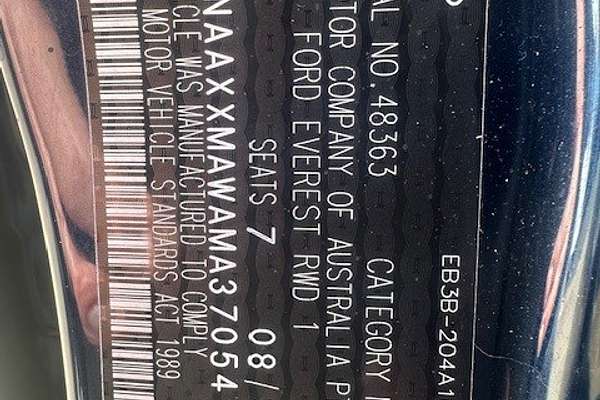 EB3B-204A1
AL NO. 48363 CATEGORY
TOR COMPANY OF AUSTRALIA P
FORD EVEREST RWD 1
SEATS 7 08/
NAAXXMAWAMA37054
CLE WAS MANUFACTURED TO COMPLY
MOTOR VEHICLE STANDARDS ACT 1989